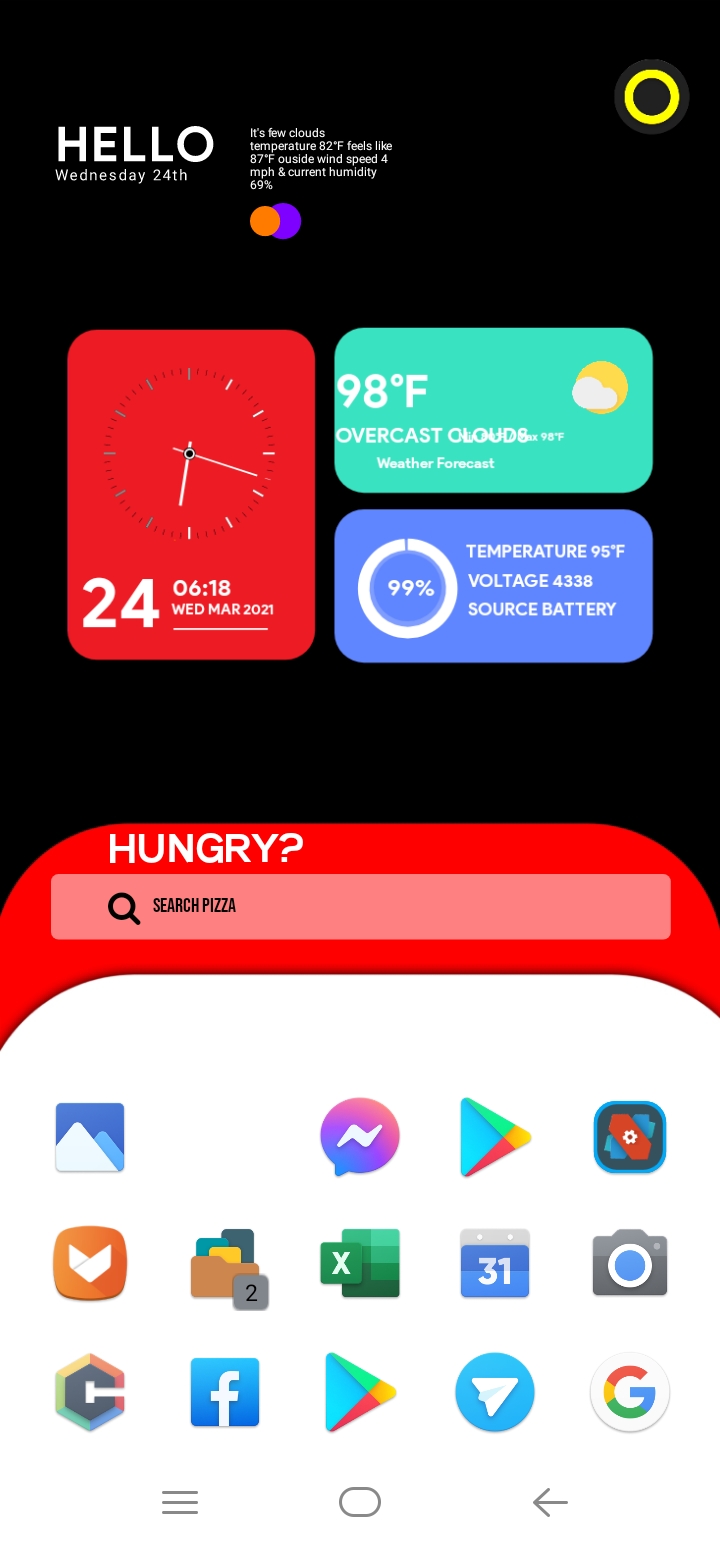 HELLO
Wednesday 24th
It's few clouds
temperature 82°F feels like
87°F ouside wind speed 4
mph & current humidity
69%
98°F
OVERCAST CLOUDS
Max 98°F
Weather Forecast
24
06:18
WED MAR 2021
99%
TEMPERATURE 95°F
VOLTAGE 4338
SOURCE BATTERY
HUNGRY?
SEARCH PIZZA
2
X
31
f
G